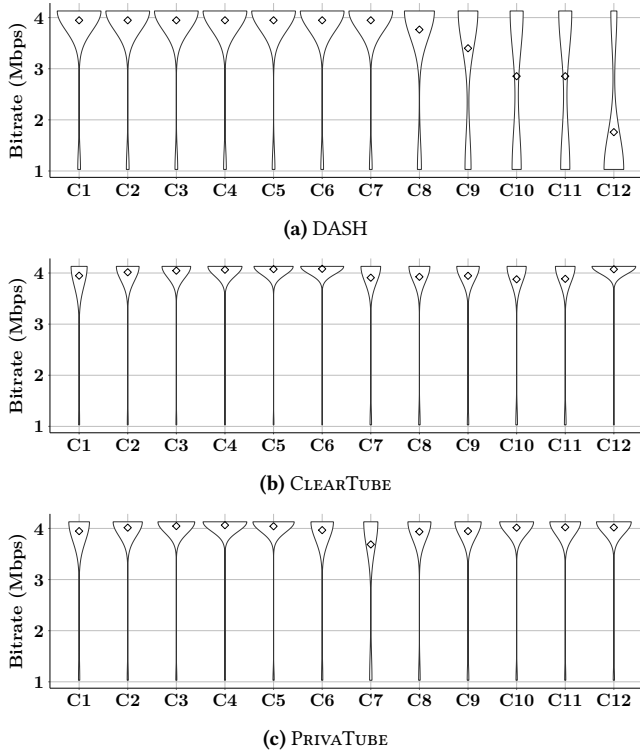 Bitrate (Mbps)
4
3
2
1
C1 C2 C3 C4 C5 C6 C7 C8 C9 C10 C11 C12
(a) DASH
Bitrate (Mbps)
4
3
2
1
C1 C2 C3 C4 C5 C6 C7 C8 C9 C10 C11 C12
(b) CLEARTUBE
Bitrate (Mbps)
4
3
2
1
C1 C2 C3 C4 C5 C6 C7 C8 C9 C10 C11 C12
(c) PRIVATUBE